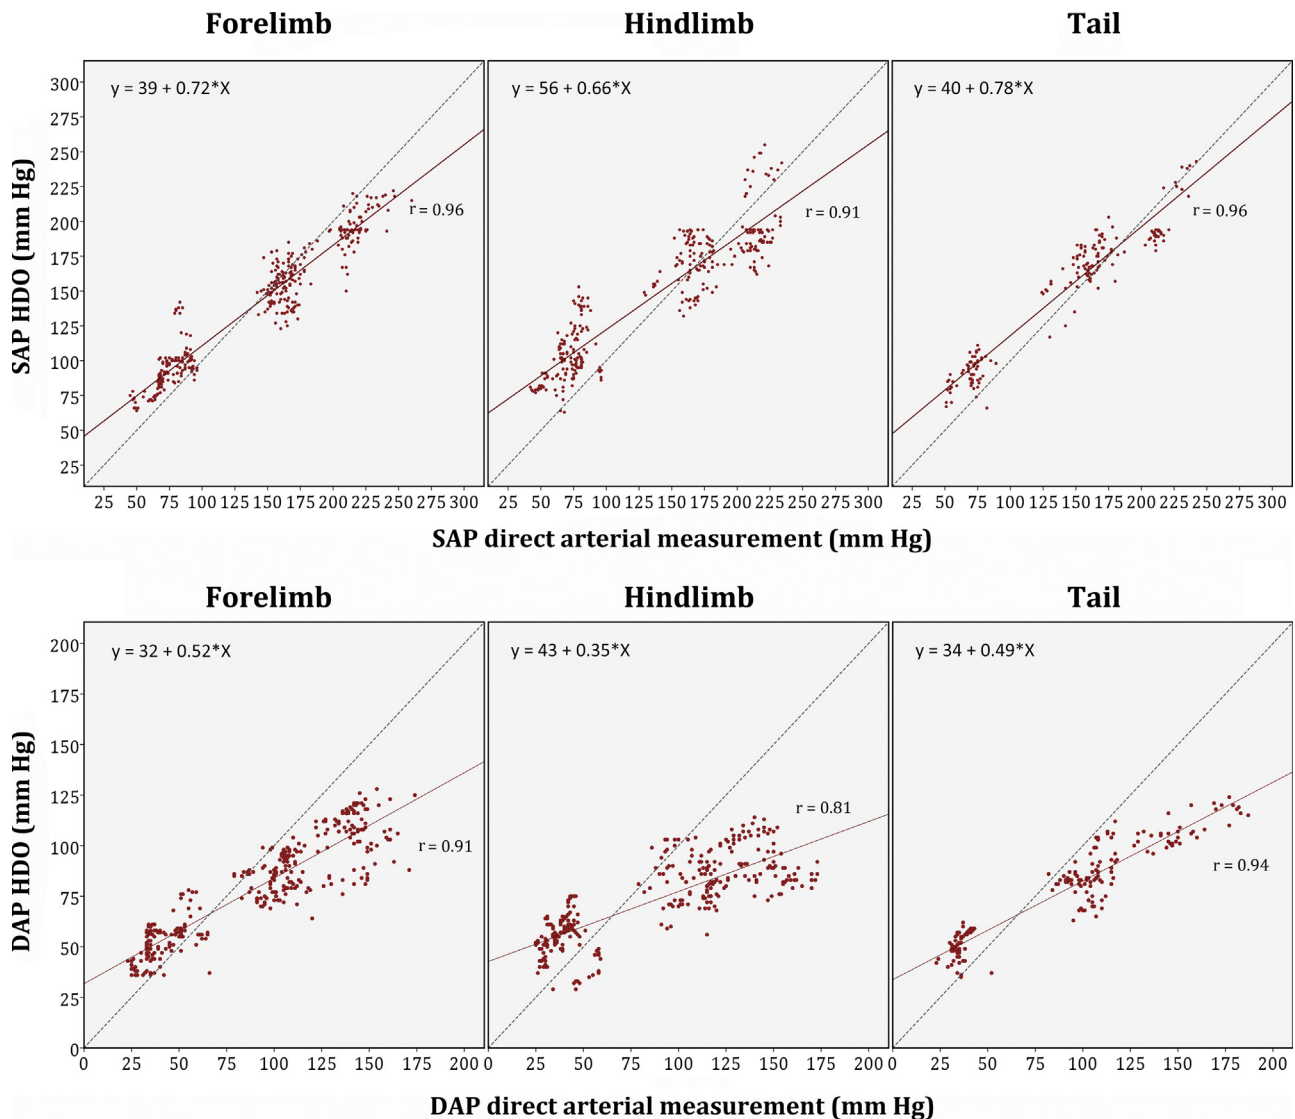 Forelimb Hindlimb Tail
y = 39 + 0.72*X
y = 56 + 0.66*X
y = 40 + 0.78*X
r = 0.96
r = 0.91
r = 0.96
SAP HDO (mm Hg)
300
275
250
225
200
175
150
125
100
75
50
25
25 50 75 100 125 150 175 200 225 250 275 300
25 50 75 100 125 150 175 200 225 250 275 300
25 50 75 100 125 150 175 200 225 250 275 300
SAP direct arterial measurement (mm Hg)
Forelimb Hindlimb Tail
y = 32 + 0.52*X
y = 43 + 0.35*X
y = 34 + 0.49*X
r = 0.91
r = 0.81
r = 0.94
DAP HDO (mm Hg)
200
175
150
125
100
75
50
25
0
0 25 50 75 100 125 150 175 200
0 25 50 75 100 125 150 175 200
0 25 50 75 100 125 150 175 200
DAP direct arterial measurement (mm Hg)